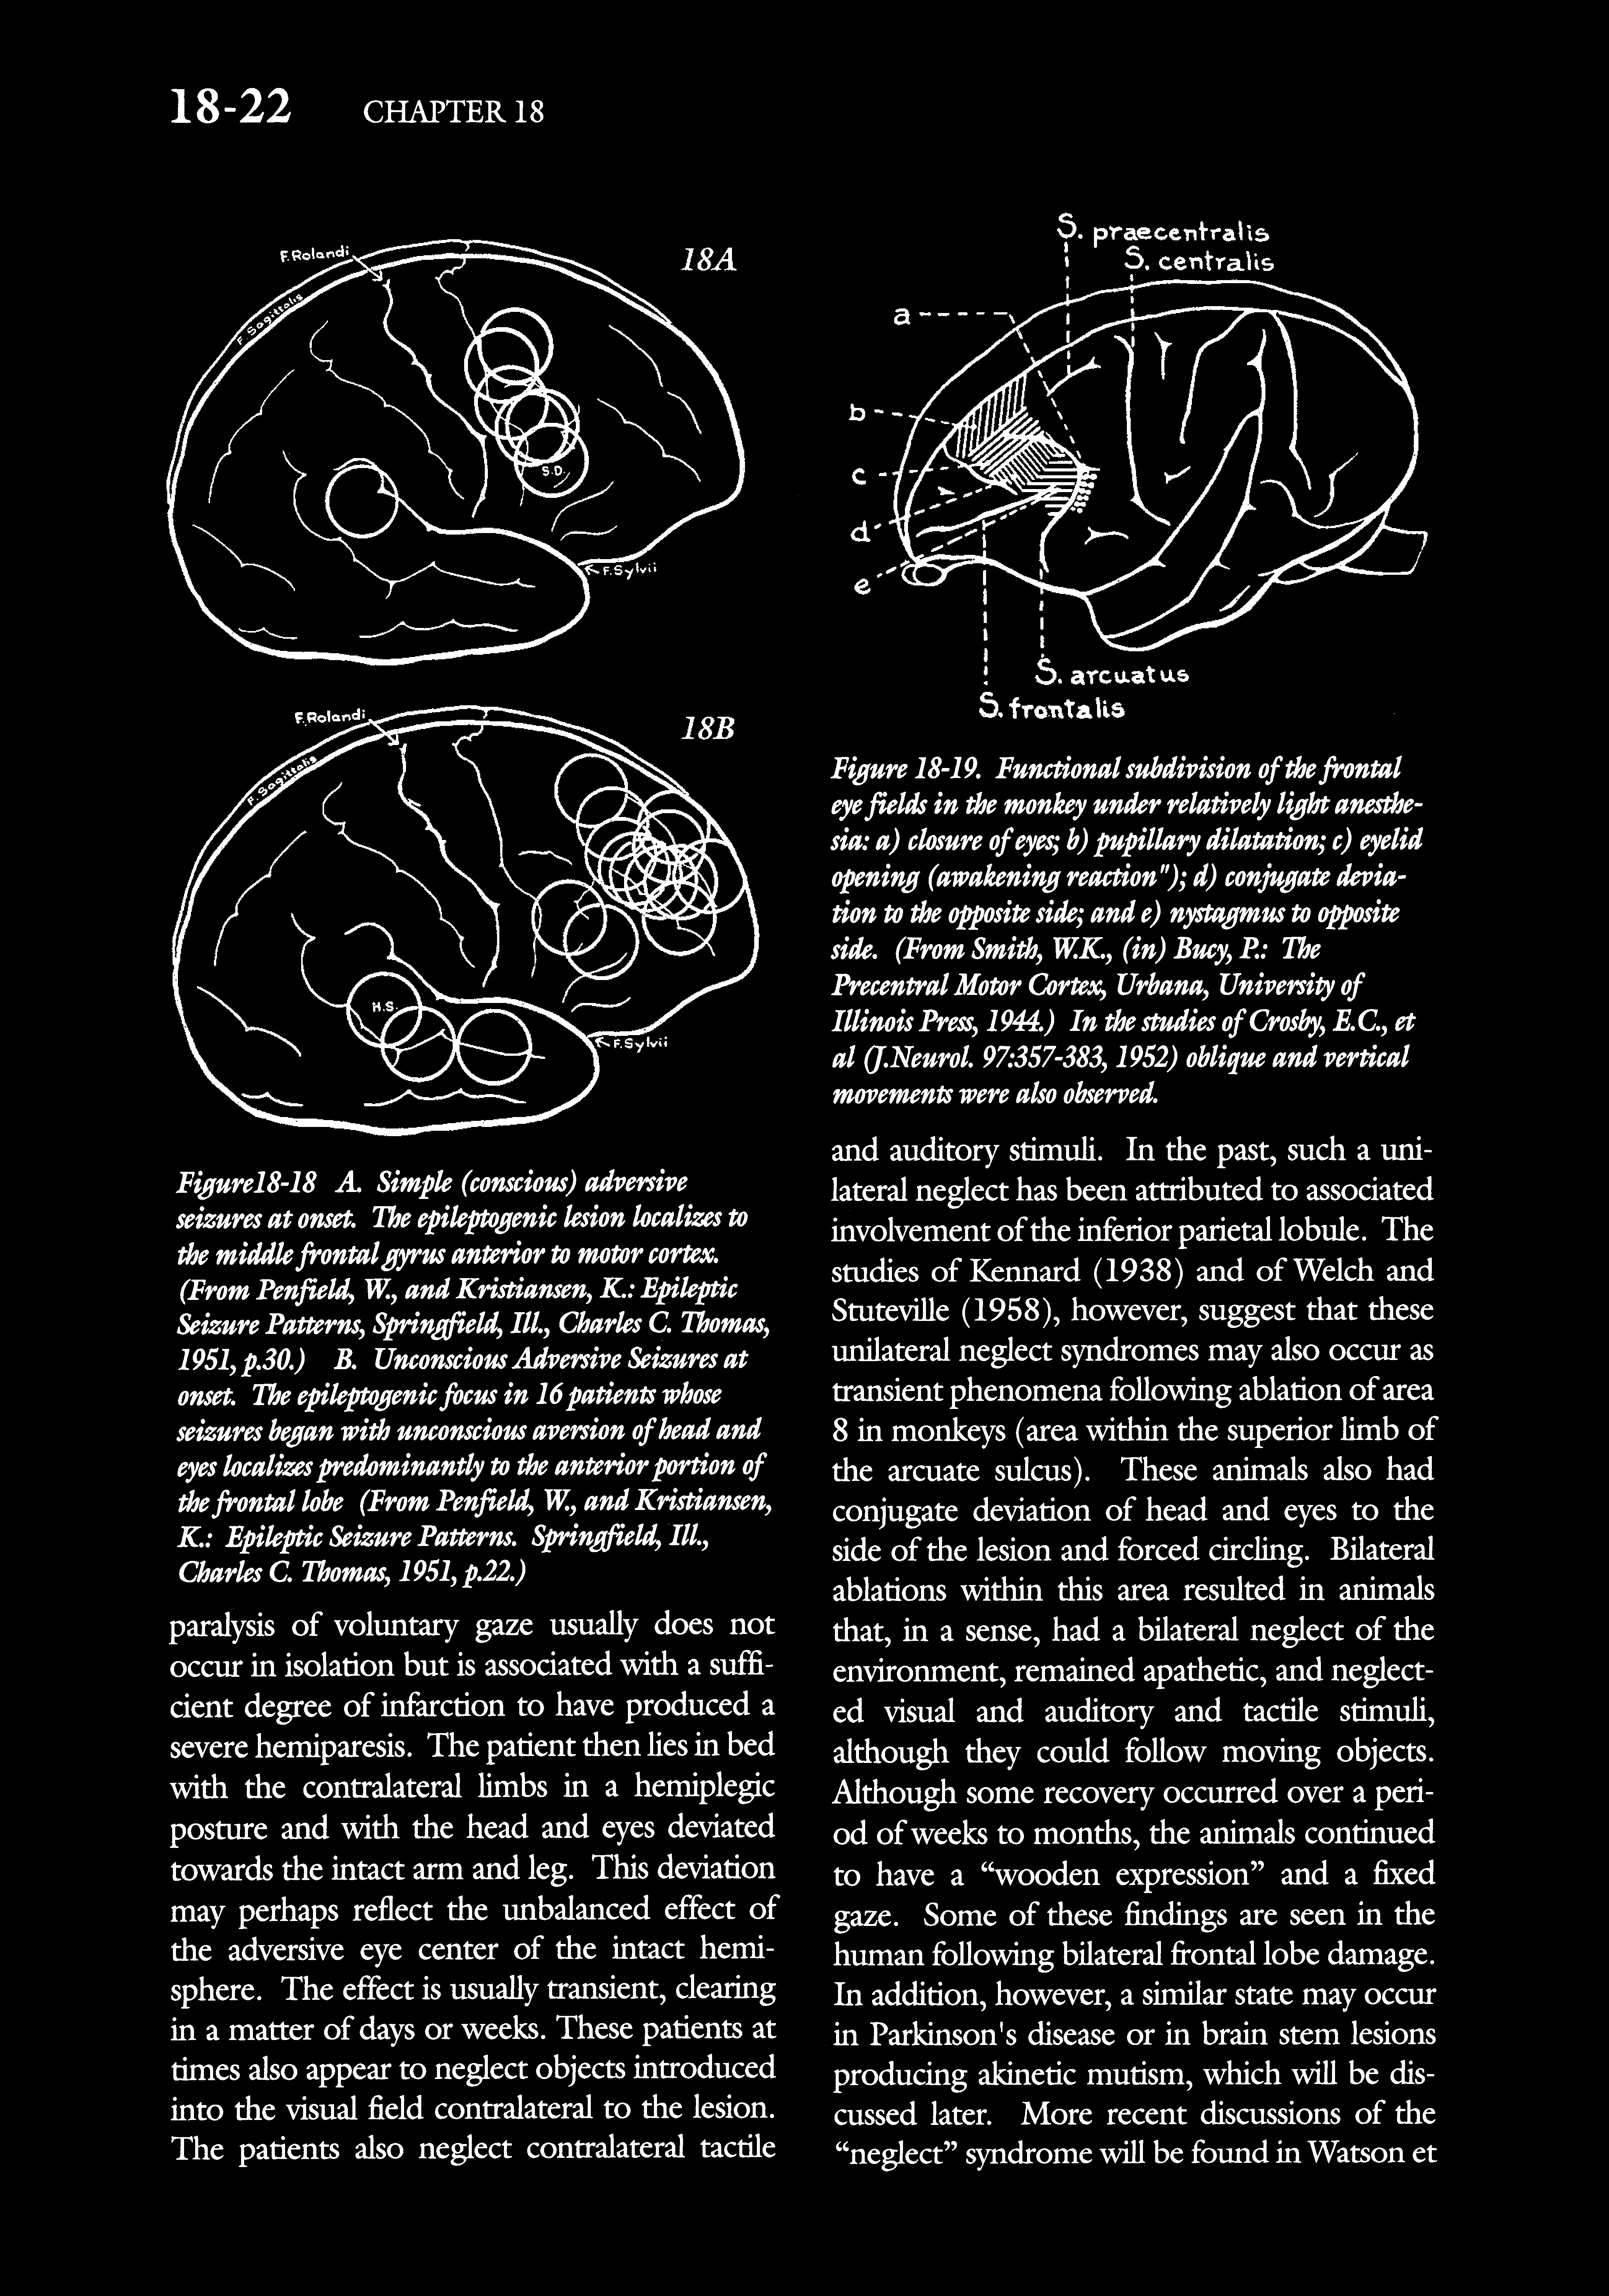 18-22 CHAPTER 18
F.Rolandi
18A
F. Sagittalis
S.D.
F.Sylvii
F.Rolandi
18B
F. Sagittalis
H.S.
F.Sylvii
Figure18-18 A. Simple (conscious) adversive
seizures at onset. The epileptogenic lesion localizes to
the middle frontal gyrus anterior to motor cortex.
(From Penfield, W., and Kristiansen, K.: Epileptic
Seizure Patterns, Springfield, Ill., Charles C. Thomas,
1951, p.30.) B. Unconscious Adversive Seizures at
onset. The epileptogenic focus in 16 patients whose
seizures began with unconscious aversion of head and
eyes localizes predominantly to the anterior portion of
the frontal lobe (From Penfield, W., and Kristiansen,
K.: Epileptic Seizure Patterns. Springfield, Ill.,
Charles C. Thomas, 1951, p.22.)
paralysis of voluntary gaze usually does not
occur in isolation but is associated with a suffi-
cient degree of infarction to have produced a
severe hemiparesis. The patient then lies in bed
with the contralateral limbs in a hemiplegic
posture and with the head and eyes deviated
towards the intact arm and leg. This deviation
may perhaps reflect the unbalanced effect of
the adversive eye center of the intact hemi-
sphere. The effect is usually transient, clearing
in a matter of days or weeks. These patients at
times also appear to neglect objects introduced
into the visual field contralateral to the lesion.
The patients also neglect contralateral tactile
S. praecentralis
S. centralis
a
b
c
d
e
S. arcuatus
S. frontalis
Figure 18-19. Functional subdivision of the frontal
eye fields in the monkey under relatively light anesthe-
sia: a) closure of eyes; b) pupillary dilatation; c) eyelid
opening (awakening reaction"); d) conjugate devia-
tion to the opposite side; and e) nystagmus to opposite
side. (From Smith, W.K., (in) Bucy, P.: The
Precentral Motor Cortex, Urbana, University of
Illinois Press, 1944.) In the studies of Crosby, E.C., et
al (J.Neurol. 97:357-383, 1952) oblique and vertical
movements were also observed.
and auditory stimuli. In the past, such a uni-
lateral neglect has been attributed to associated
involvement of the inferior parietal lobule. The
studies of Kennard (1938) and of Welch and
Stuteville (1958), however, suggest that these
unilateral neglect syndromes may also occur as
transient phenomena following ablation of area
8 in monkeys (area within the superior limb of
the arcuate sulcus). These animals also had
conjugate deviation of head and eyes to the
side of the lesion and forced circling. Bilateral
ablations within this area resulted in animals
that, in a sense, had a bilateral neglect of the
environment, remained apathetic, and neglect-
ed visual and auditory and tactile stimuli,
although they could follow moving objects.
Although some recovery occurred over a peri-
od of weeks to months, the animals continued
to have a “wooden expression” and a fixed
gaze. Some of these findings are seen in the
human following bilateral frontal lobe damage.
In addition, however, a similar state may occur
in Parkinson's disease or in brain stem lesions
producing akinetic mutism, which will be dis-
cussed later. More recent discussions of the
“neglect” syndrome will be found in Watson et